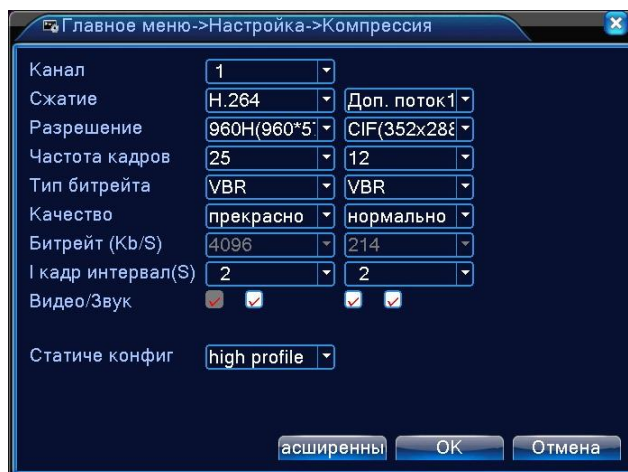 Главное меню->Настройка->Компрессия
Канал 1
Сжатие H.264 Доп. поток1
Разрешение 960H(960*5 CIF(352x288
Частота кадров 25 12
Тип битрейта VBR VBR
Качество прекрасно нормально
Битрейт (Kb/S) 4096 214
I кадр интервал(S) 2 2
Видео/Звук
Статиче конфиг high profile
асширенны OK Отмена